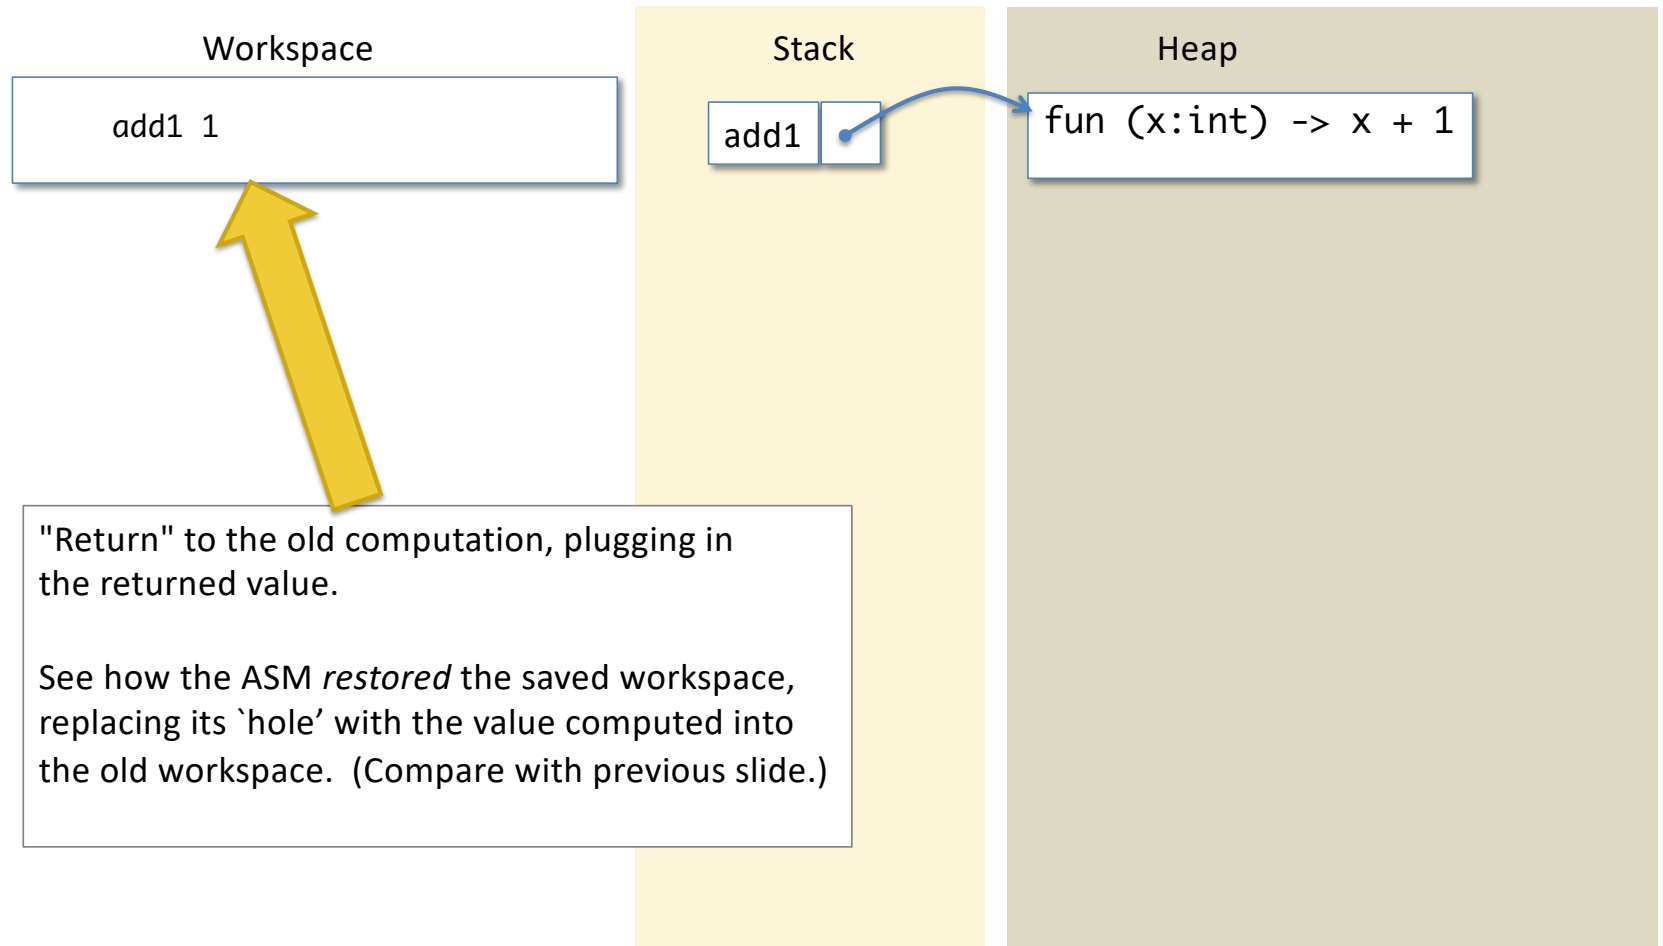 Workspace
Stack
Heap
add1 1
add1
fun (x:int) -> x + 1
"Return" to the old computation, plugging in
the returned value.
See how the ASM restored the saved workspace,
replacing its `hole’ with the value computed into
the old workspace.  (Compare with previous slide.)